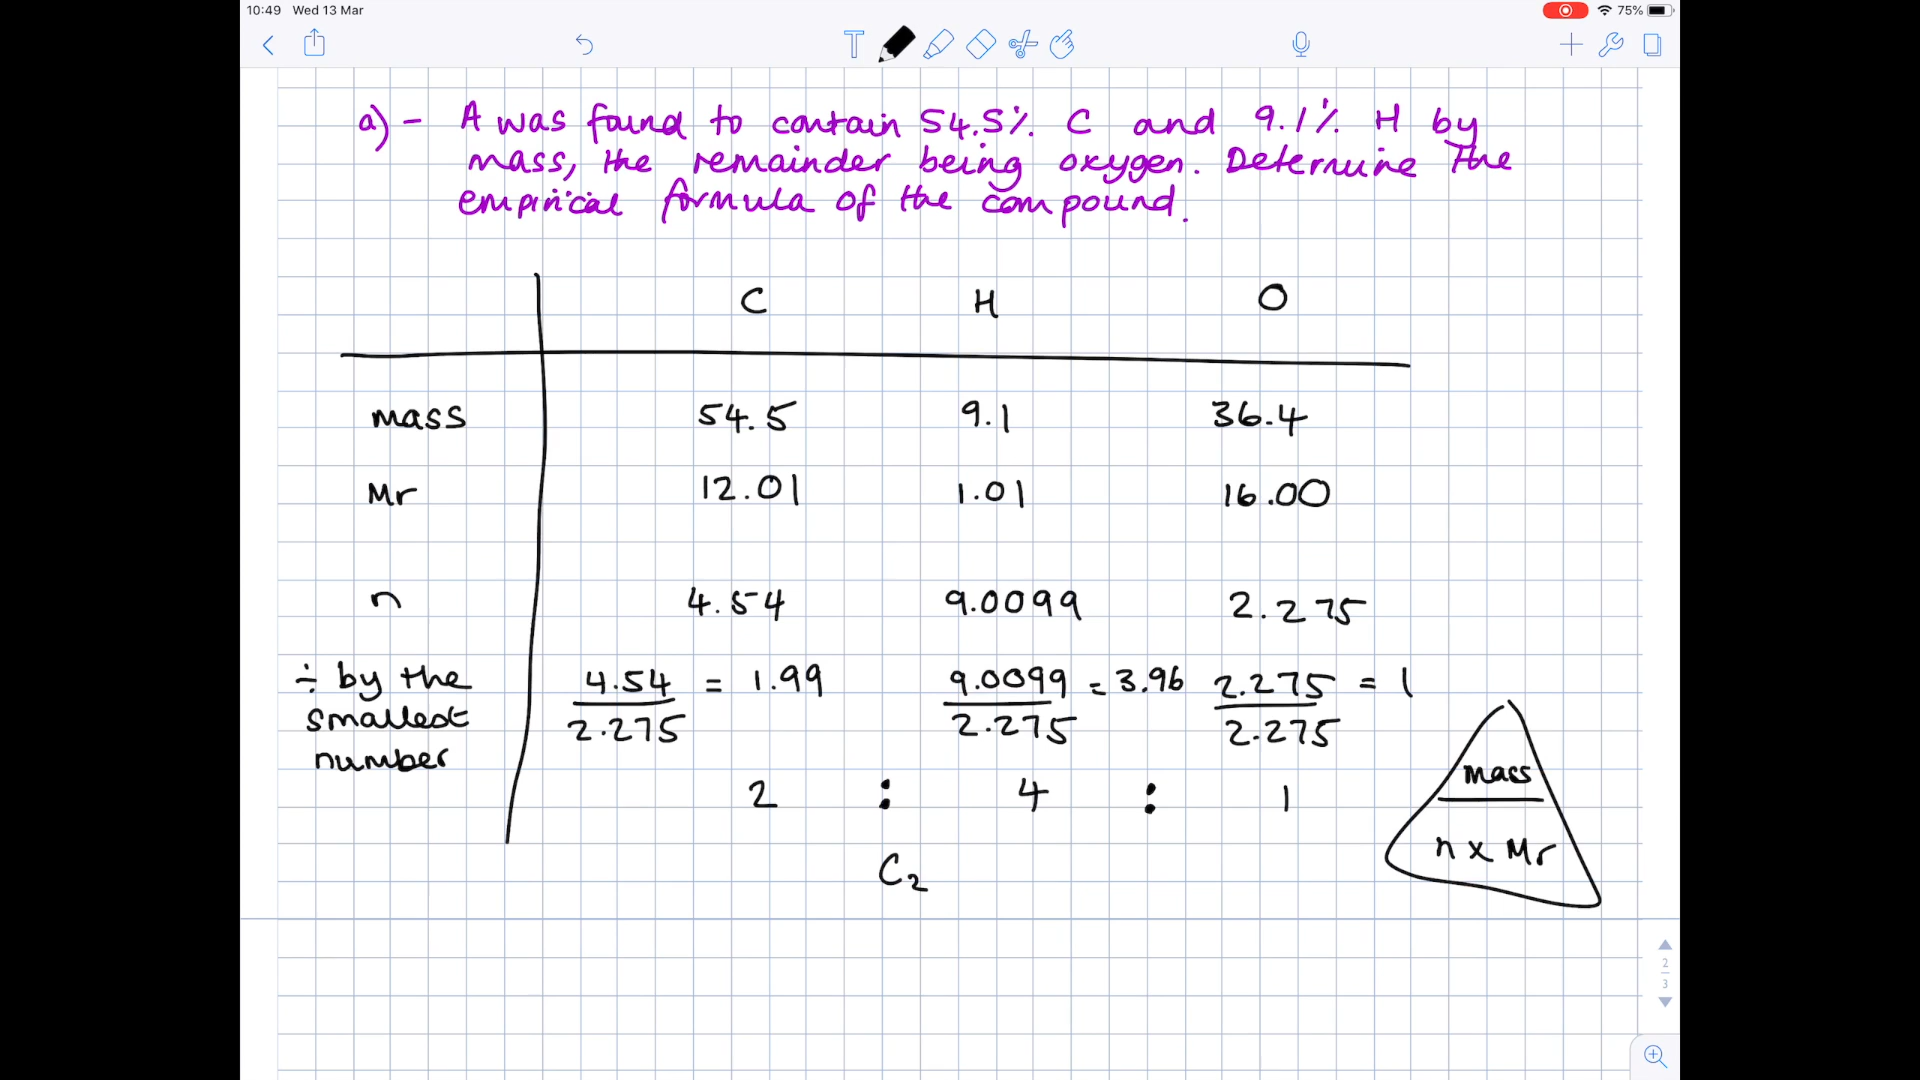 10:49 Wed 13 Mar
75%
T
a) - A was found to contain 54.5% C and 9.1% H by
mass, the remainder being oxygen. Determine the
empirical formula of the compound.
C H O
mass 54.5 9.1 36.4
Mr 12.01 1.01 16.00
n 4.54 9.0099 2.275
÷ by the 4.54 = 1.99 9.0099 = 3.96 2.275 = 1
smallest 2.275 2.275 2.275
number
mass
2 : 4 : 1
n x Mr
C₂
2
3